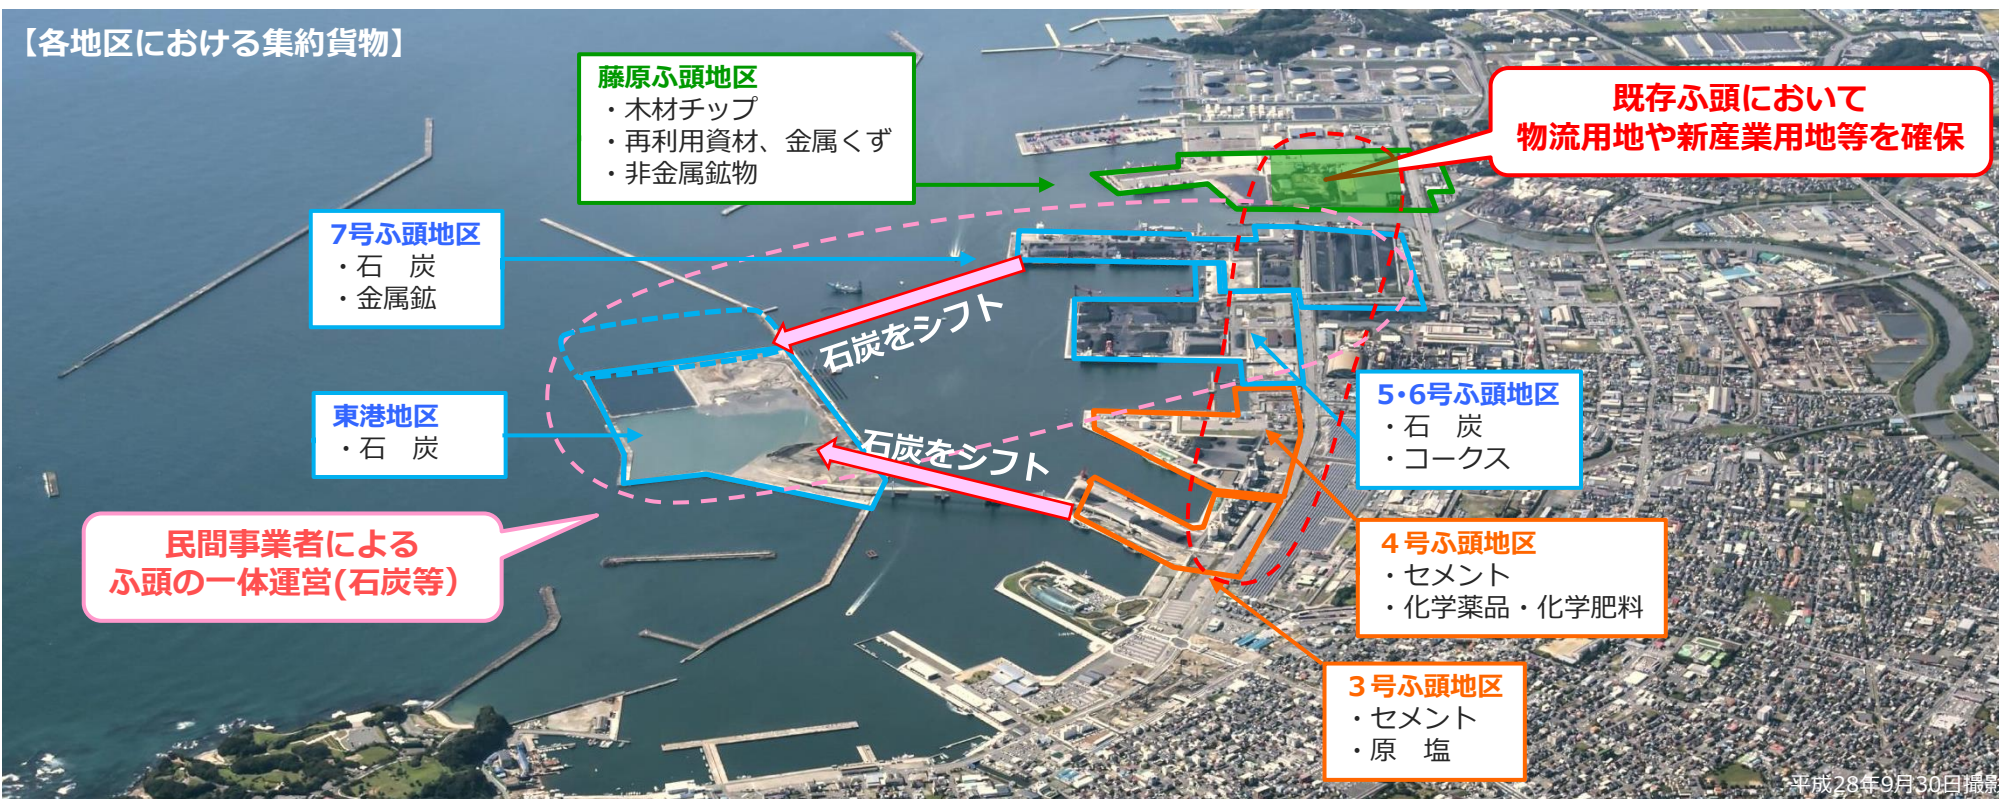 【各地区における集約貨物】
藤原ふ頭地区
・木材チップ
・再利用資材、金属くず
・非金属鉱物
既存ふ頭において
物流用地や新産業用地等を確保
7号ふ頭地区
・石　炭
・金属鉱
石炭をシフト
東港地区
・石　炭
石炭をシフト
5・6号ふ頭地区
・石　炭
・コークス
民間事業者による
ふ頭の一体運営(石炭等）
４号ふ頭地区
・セメント
・化学薬品・化学肥料
３号ふ頭地区
・セメント
・原　塩
平成28年9月30日撮影